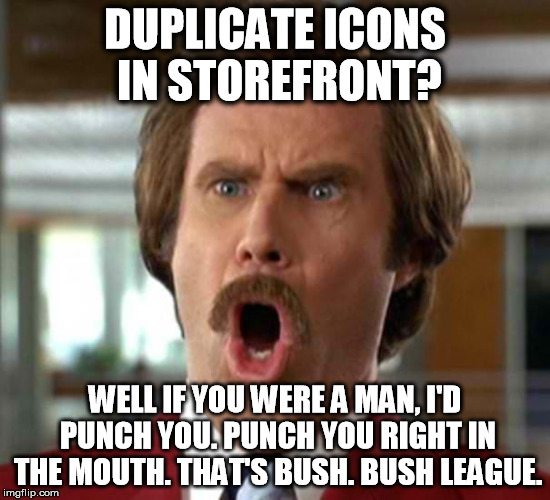 DUPLICATE ICONS
IN STOREFRONT?
WELL IF YOU WERE A MAN, I'D
PUNCH YOU. PUNCH YOU RIGHT IN
THE MOUTH. THAT'S BUSH. BUSH LEAGUE.
imgflip.com